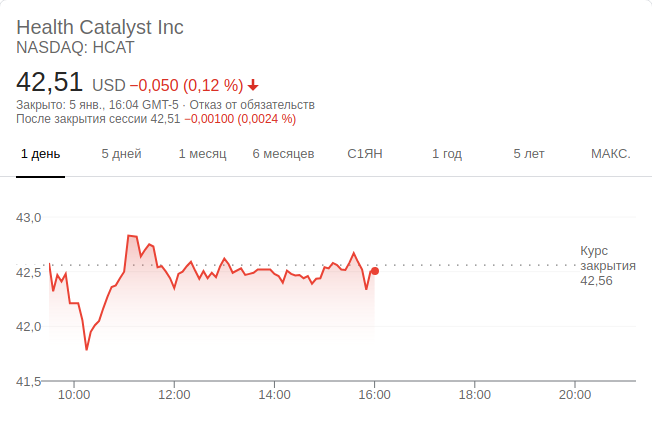 Health Catalyst Inc
NASDAQ: HCAT
42,51 USD −0,050 (0,12 %)
Закрыто: 5 янв., 16:04 GMT-5 · Отказ от обязательств
После закрытия сессии 42,51 −0,00100 (0,0024 %)
1 день 5 дней 1 месяц 6 месяцев С1ЯН 1 год 5 лет МАКС.
43,0
42,5
42,0
41,5
Курс
закрытия
42,56
10:00 12:00 14:00 16:00 18:00 20:00